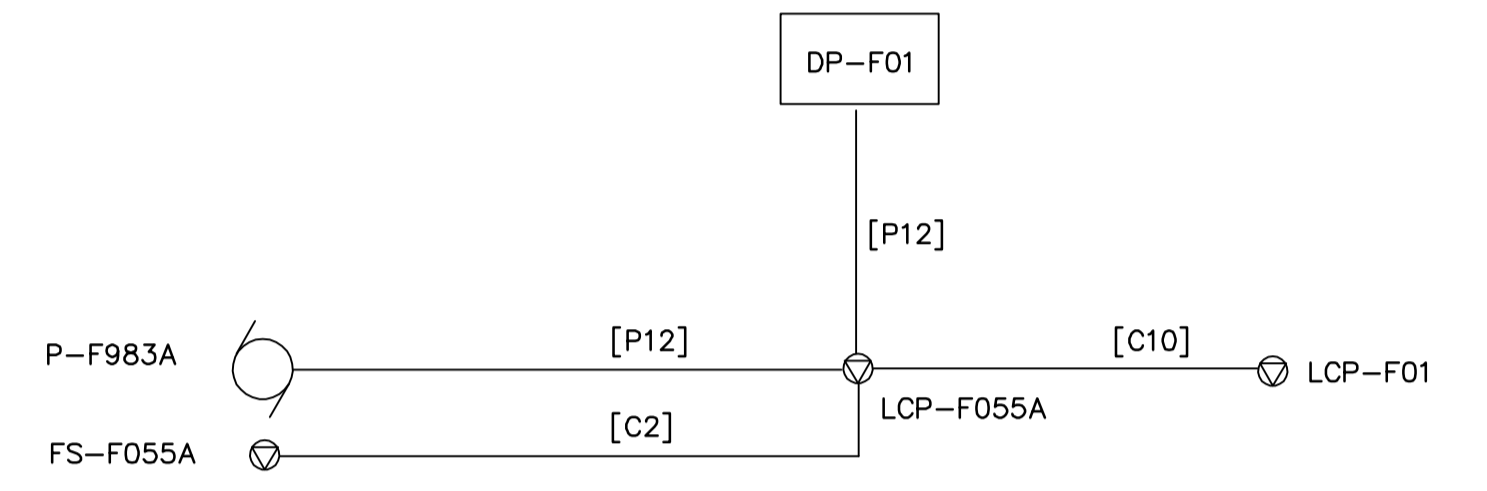 DP-F01
[P12]
[P12]
[C10]
P-F983A
LCP-F01
LCP-F055A
[C2]
FS-F055A